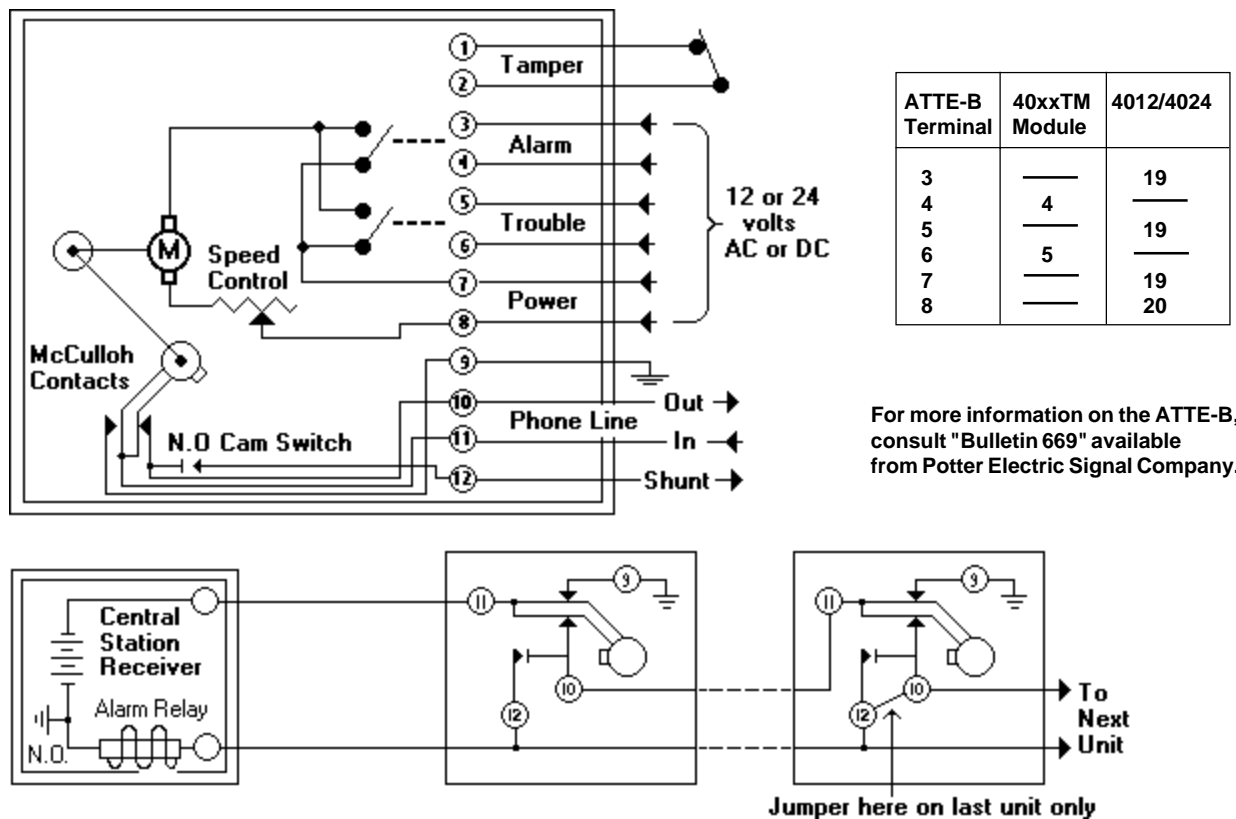 1
Tamper
2
3
Alarm
4
5
Trouble
6
7
Power
8
12 or 24
volts
AC or DC
M
Speed
Control
McCulloh
Contacts
9
10
Out
Phone Line
11
In
N.O Cam Switch
12
Shunt
ATTE-B Terminal 40xxTM Module 4012/4024
3 —— 19
4 4 ——
5 —— 19
6 5 ——
7 —— 19
8 —— 20
For more information on the ATTE-B,
consult "Bulletin 669" available
from Potter Electric Signal Company.
Central
Station
Receiver
Alarm Relay
N.O.
11
9
10
12
11
9
10
12
To
Next
Unit
Jumper here on last unit only